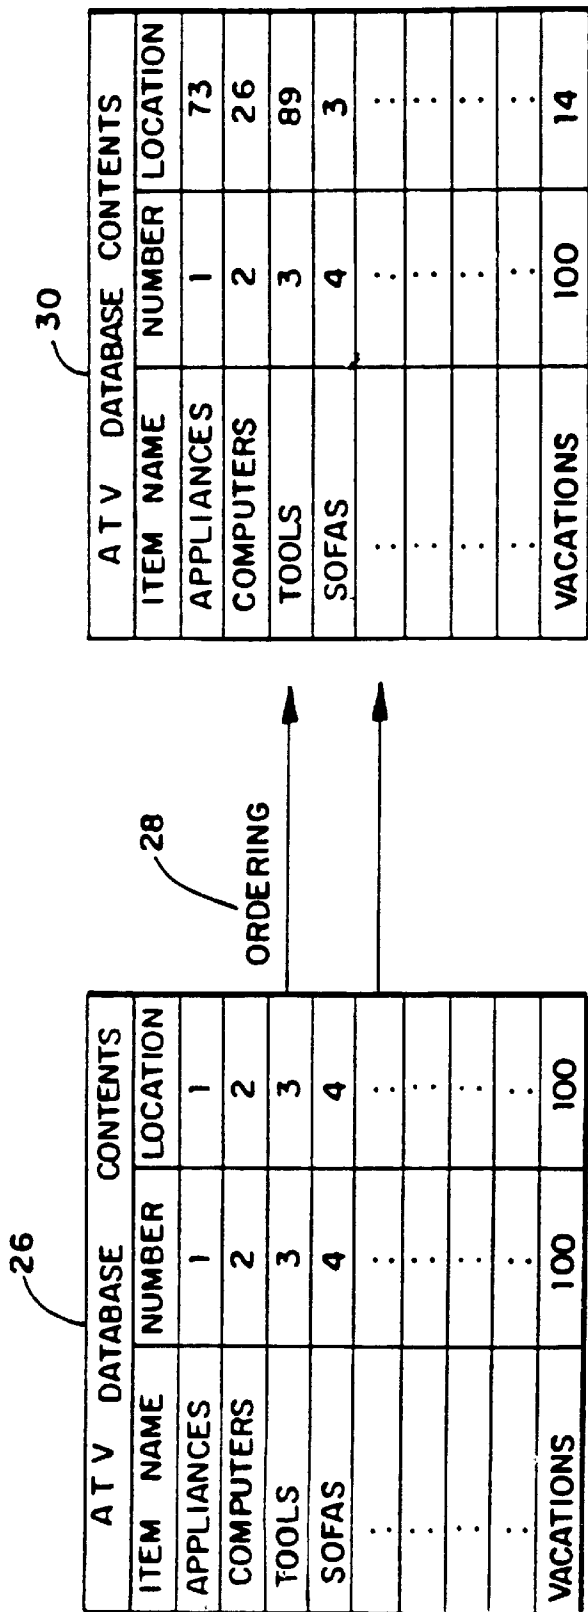 26
ATV DATABASE CONTENTS
ITEM NAME NUMBER LOCATION
APPLIANCES 1 1
COMPUTERS 2 2
TOOLS 3 3
SOFAS 4 4
. . . . . .
. . . . . .
. . . . . .
. . . . . .
VACATIONS 100 100
28
ORDERING
30
ATV DATABASE CONTENTS
ITEM NAME NUMBER LOCATION
APPLIANCES 1 73
COMPUTERS 2 26
TOOLS 3 89
SOFAS 4 3
. . . . . .
. . . . . .
. . . . . .
. . . . . .
VACATIONS 100 14